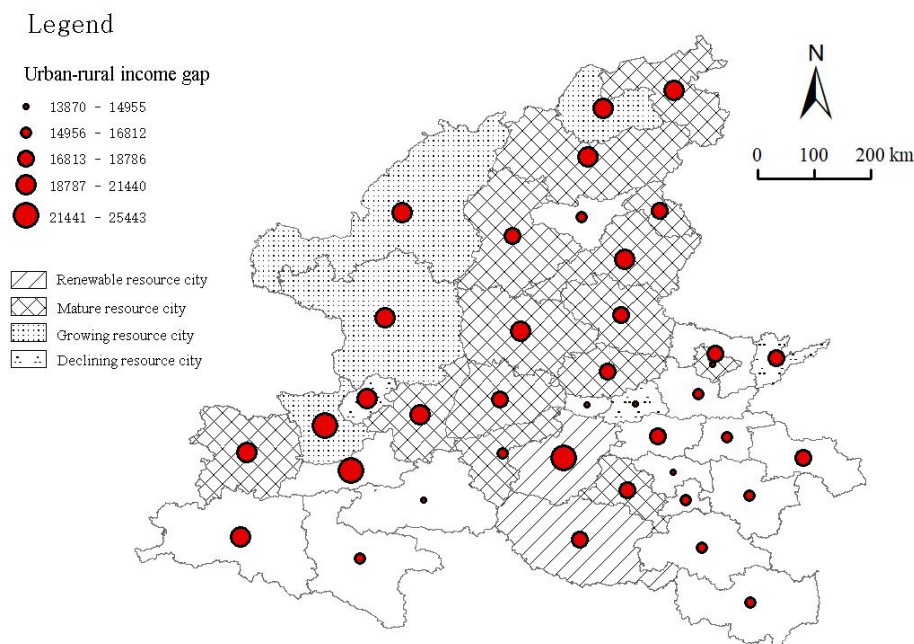 Legend
Urban-rural income gap
13870 - 14955
14956 - 16812
16813 - 18786
18787 - 21440
21441 - 25443
Renewable resource city
Mature resource city
Growing resource city
Declining resource city
N
0 100 200 km